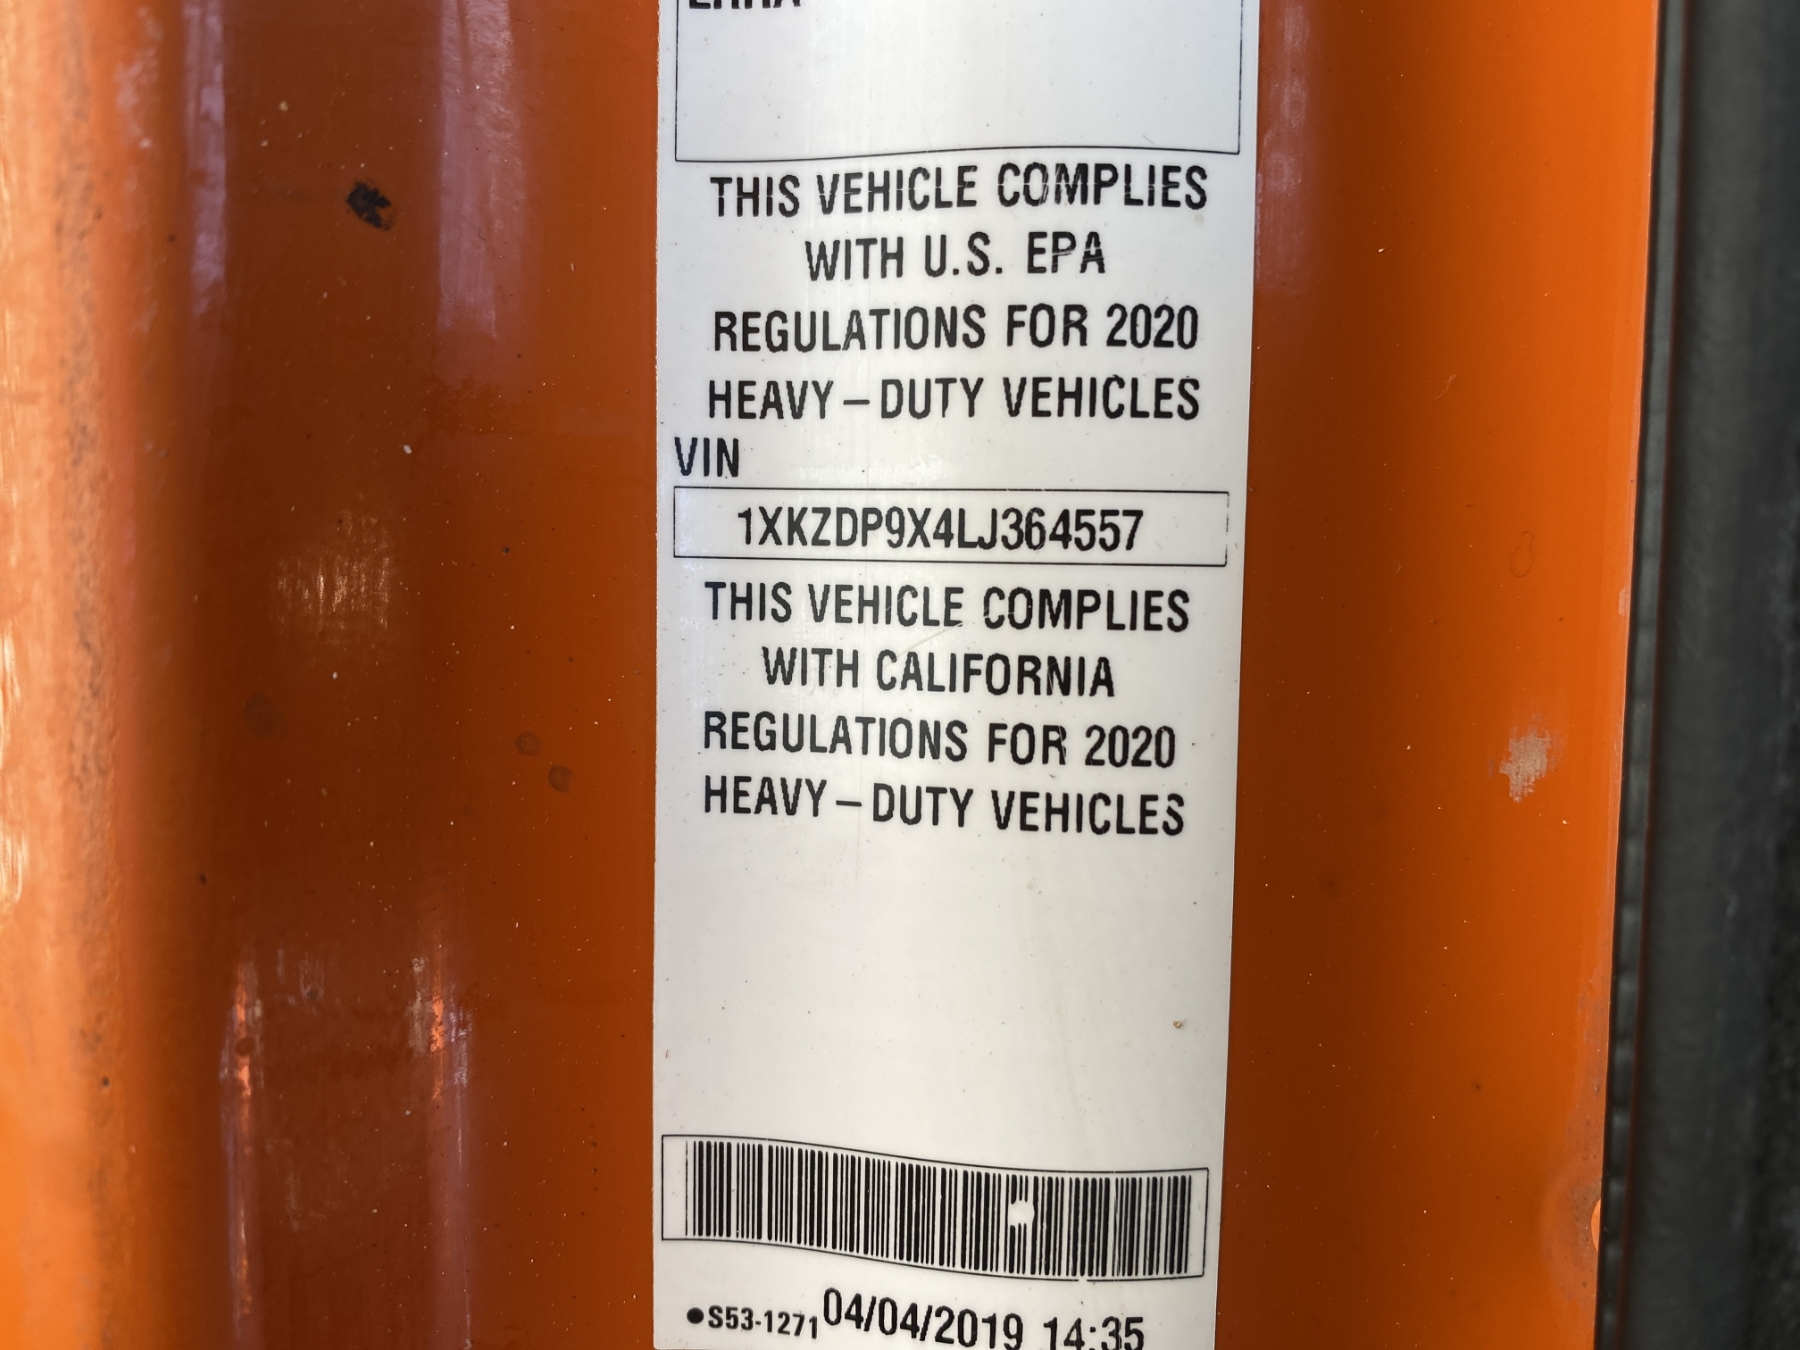 THIS VEHICLE COMPLIES
WITH U.S. EPA
REGULATIONS FOR 2020
HEAVY-DUTY VEHICLES
VIN
1XKZDP9X4LJ364557
THIS VEHICLE COMPLIES
WITH CALIFORNIA
REGULATIONS FOR 2020
HEAVY-DUTY VEHICLES
•S53-1271 04/04/2019 14:35